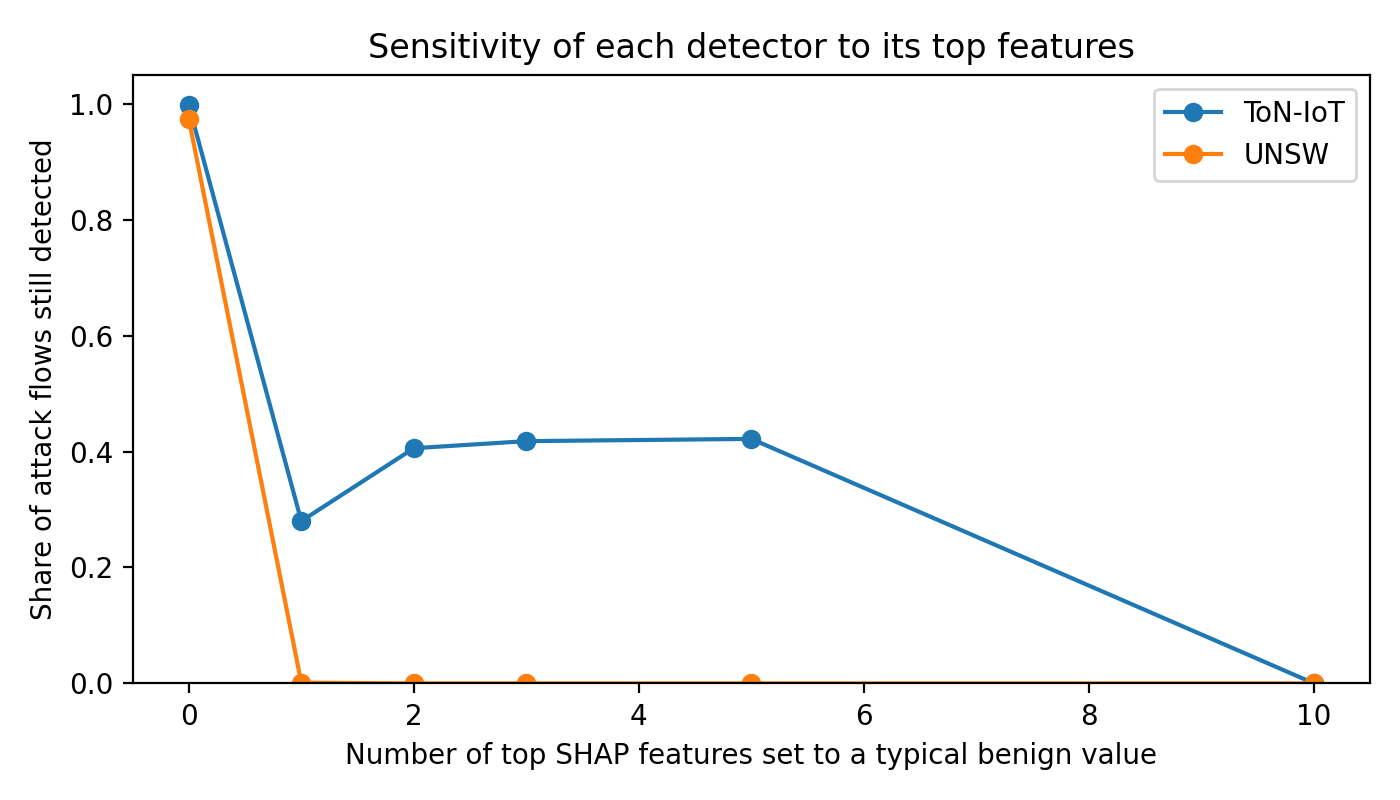 Sensitivity of each detector to its top features
Share of attack flows still detected
1.0
0.8
0.6
0.4
0.2
0.0
ToN-IoT
UNSW
0 2 4 6 8 10
Number of top SHAP features set to a typical benign value